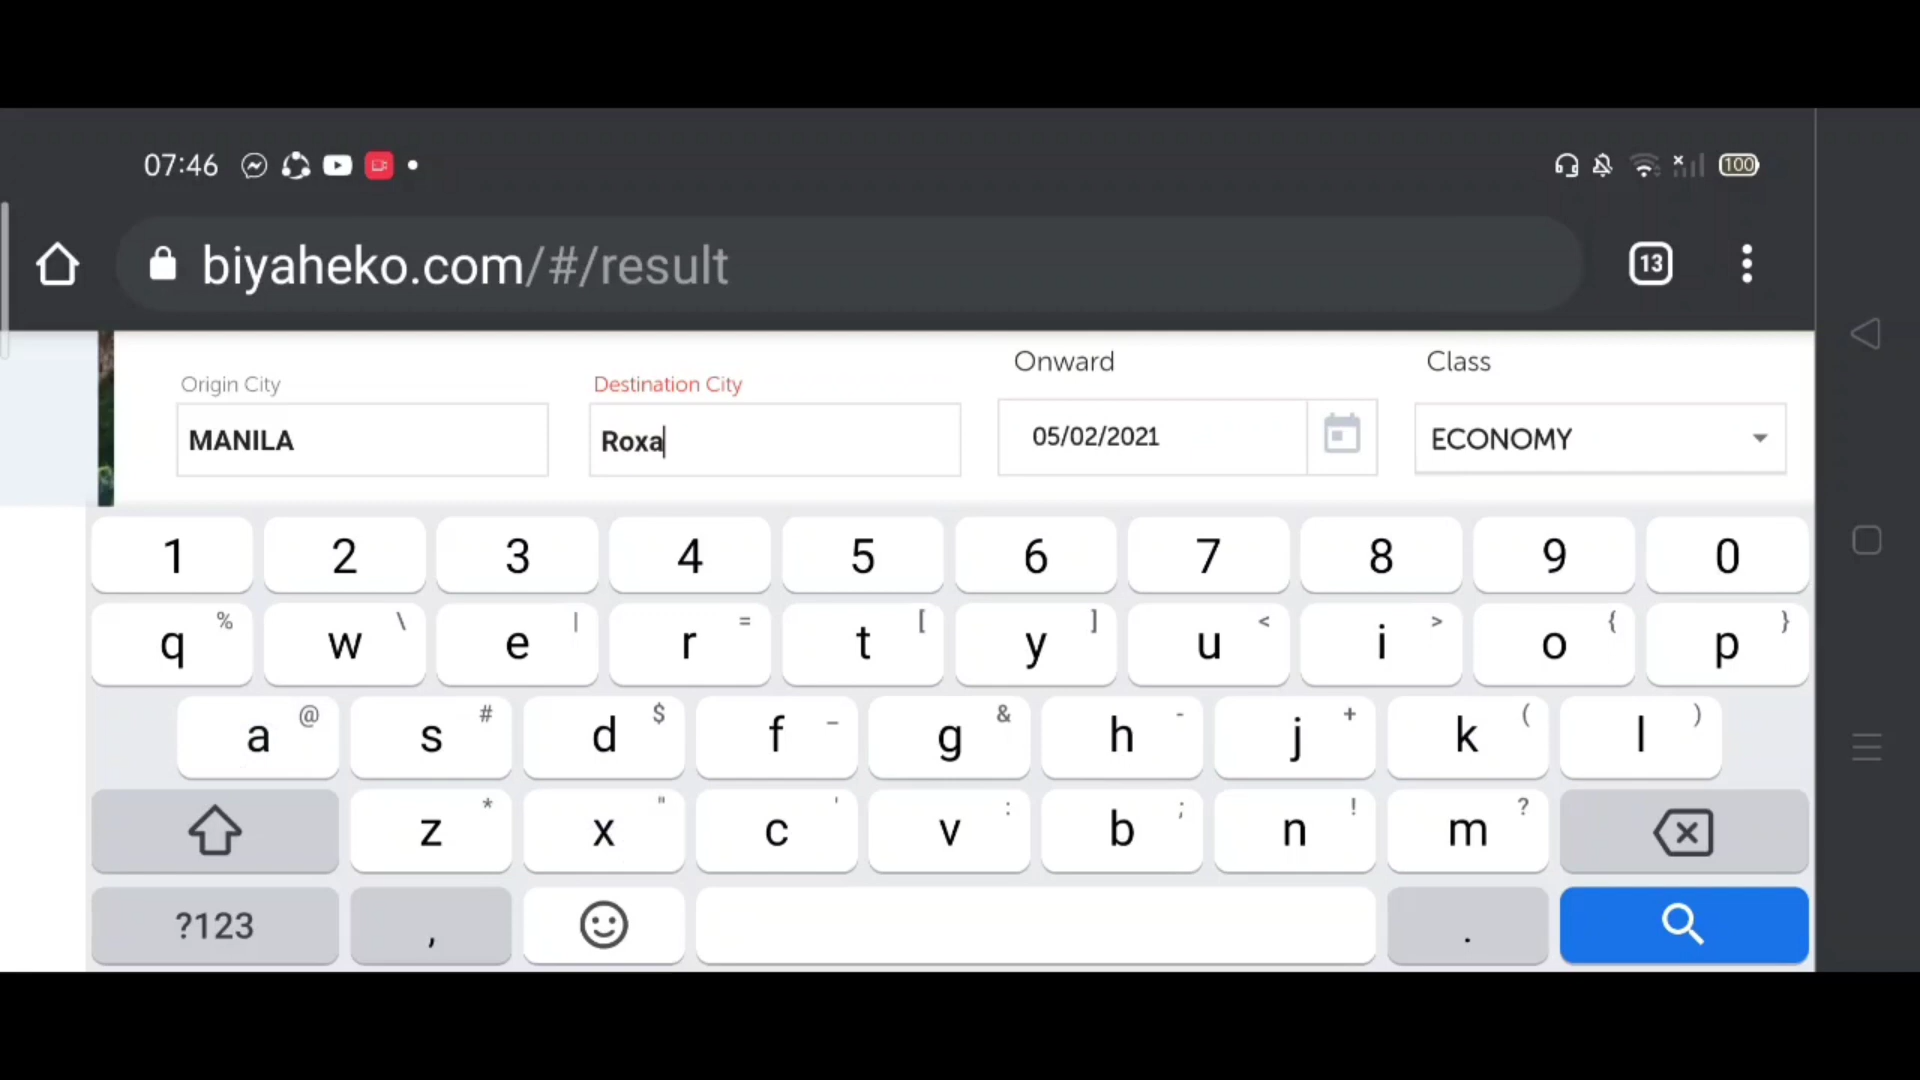 07:46
100
biyaheko.com/#/result
13
Onward
Class
Origin City
Destination City
MANILA
Roxa
05/02/2021
ECONOMY
1 2 3 4 5 6 7 8 9 0
q % w \ e | r = t [ y ] u < i > o { p }
a @ s # d $ f _ g & h - j + k ( l )
z * x " c ' v : b ; n ! m ?
?123 , .